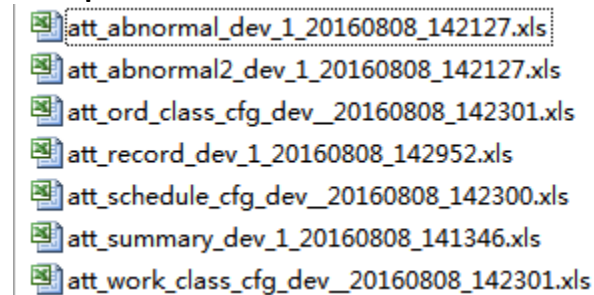 att_abnormal_dev_1_20160808_142127.xls
att_abnormal2_dev_1_20160808_142127.xls
att_ord_class_cfg_dev__20160808_142301.xls
att_record_dev_1_20160808_142952.xls
att_schedule_cfg_dev__20160808_142300.xls
att_summary_dev_1_20160808_141346.xls
att_work_class_cfg_dev__20160808_142301.xls